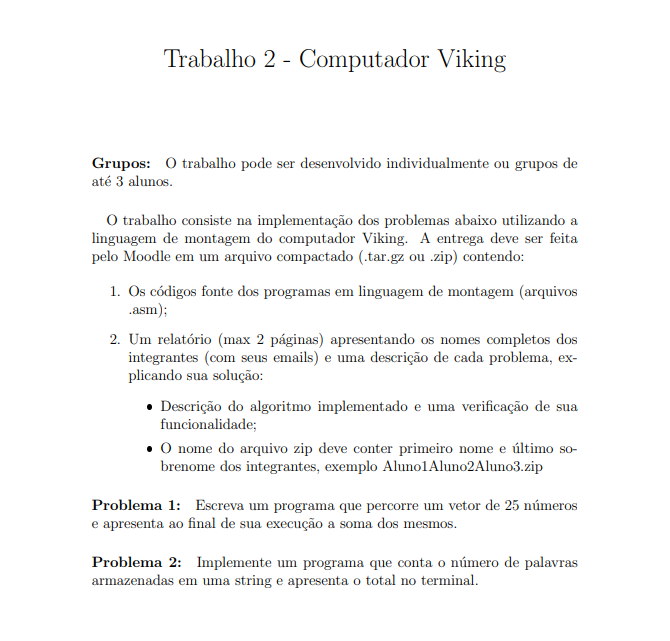 Trabalho 2 - Computador Viking
Grupos: O trabalho pode ser desenvolvido individualmente ou grupos de
até 3 alunos.
O trabalho consiste na implementação dos problemas abaixo utilizando a
linguagem de montagem do computador Viking. A entrega deve ser feita
pelo Moodle em um arquivo compactado (.tar.gz ou .zip) contendo:
1. Os códigos fonte dos programas em linguagem de montagem (arquivos
.asm);
2. Um relatório (max 2 páginas) apresentando os nomes completos dos
integrantes (com seus emails) e uma descrição de cada problema, ex-
plicando sua solução:
• Descrição do algoritmo implementado e uma verificação de sua
funcionalidade;
• O nome do arquivo zip deve conter primeiro nome e último so-
brenome dos integrantes, exemplo Aluno1Aluno2Aluno3.zip
Problema 1: Escreva um programa que percorre um vetor de 25 números
e apresenta ao final de sua execução a soma dos mesmos.
Problema 2: Implemente um programa que conta o número de palavras
armazenadas em uma string e apresenta o total no terminal.